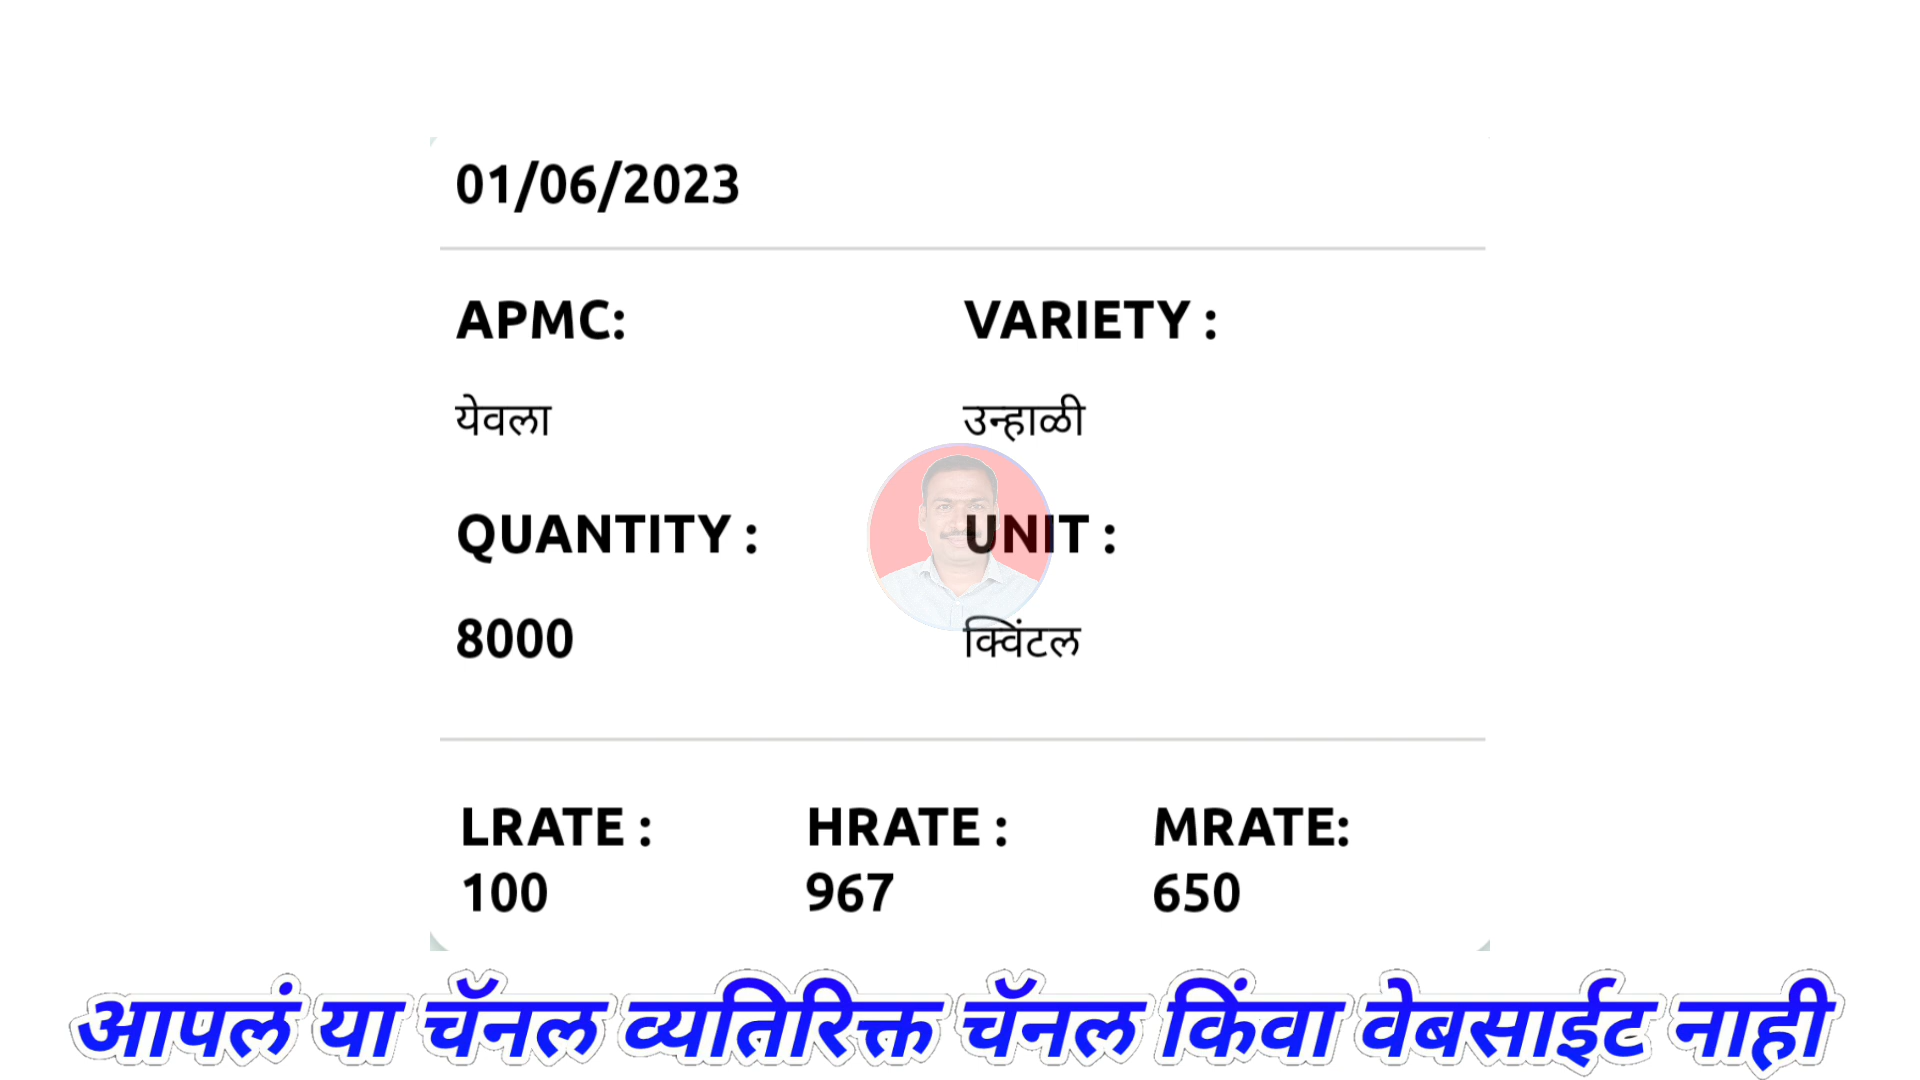 01/06/2023
APMC: VARIETY :
येवला उन्हाळी
QUANTITY : UNIT :
8000 क्विंटल
LRATE : HRATE : MRATE:
100 967 650
आपलं या चॅनल व्यतिरिक्त चॅनल किंवा वेबसाईट नाही